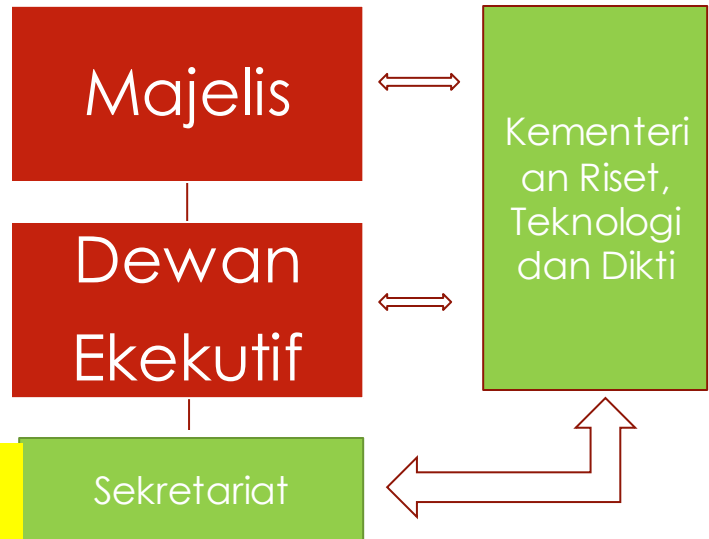 Majelis
Dewan
Ekekutif
Sekretariat
Kementeri
an Riset,
Teknologi
dan Dikti